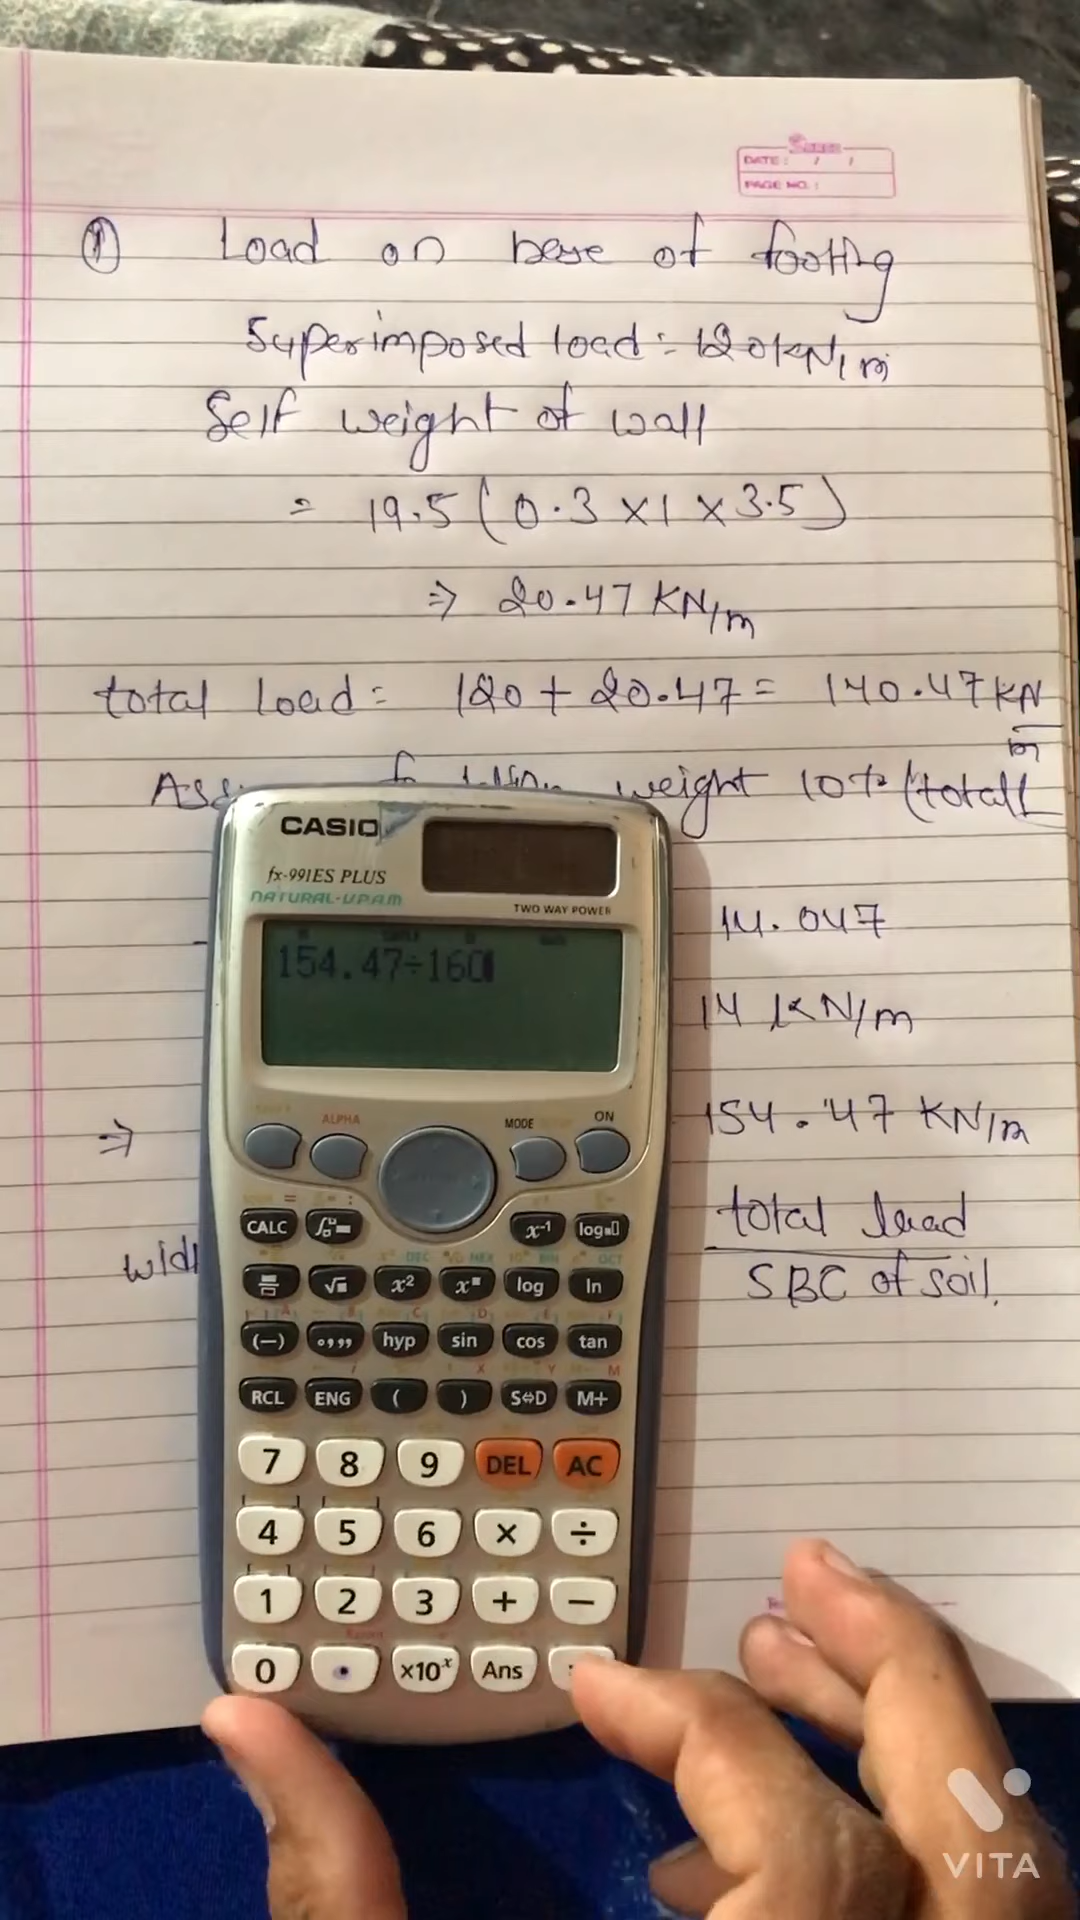 DATE: / /
PAGE NO.:
① Load on base of footing
Superimposed load = 120 KN/m
Self weight of wall
= 19.5 (0.3 × 1 × 3.5)
⇒ 20.47 KN/m
total load = 120 + 20.47 = 140.47 KN/m
weight 10% (total
14.047
14 KN/m
⇒ 154.47 KN/m
total load
SBC of soil.
CASIO
fx-991ES PLUS
NATURAL-V.P.A.M.
TWO WAY POWER
154.47÷160
ALPHA MODE ON
CALC x⁻¹ log
√ x² x log ln
(−) hyp sin cos tan
RCL ENG ( ) S⇔D M+
7 8 9 DEL AC
4 5 6 × ÷
1 2 3 + −
0 . ×10ˣ Ans
VITA